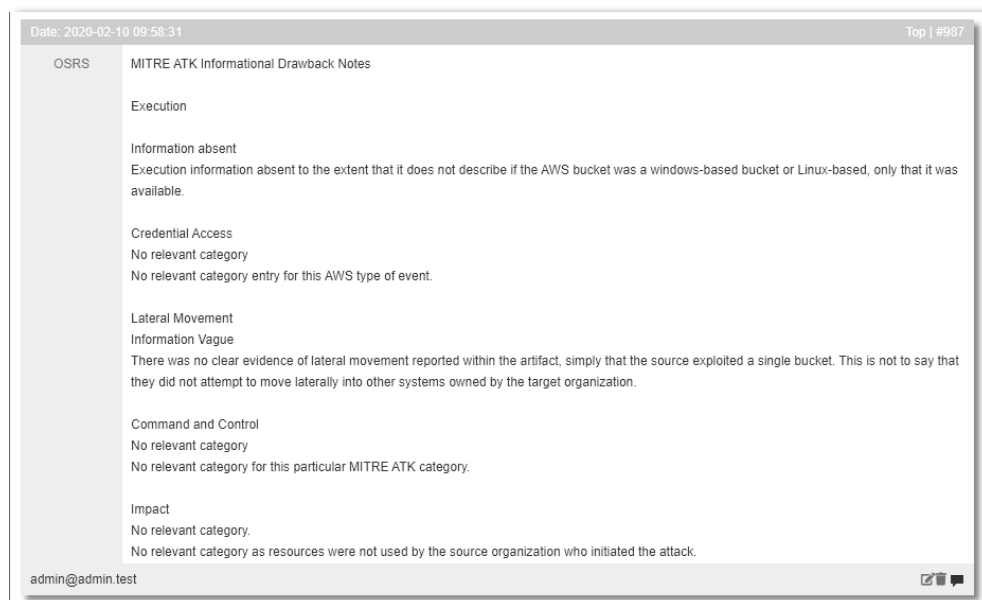 Date: 2020-02-10 09:58:31 Top | #987
OSRS MITRE ATK Informational Drawback Notes
Execution
Information absent
Execution information absent to the extent that it does not describe if the AWS bucket was a windows-based bucket or Linux-based, only that it was
available.
Credential Access
No relevant category
No relevant category entry for this AWS type of event.
Lateral Movement
Information Vague
There was no clear evidence of lateral movement reported within the artifact, simply that the source exploited a single bucket. This is not to say that
they did not attempt to move laterally into other systems owned by the target organization.
Command and Control
No relevant category
No relevant category for this particular MITRE ATK category.
Impact
No relevant category.
No relevant category as resources were not used by the source organization who initiated the attack.
admin@admin.test